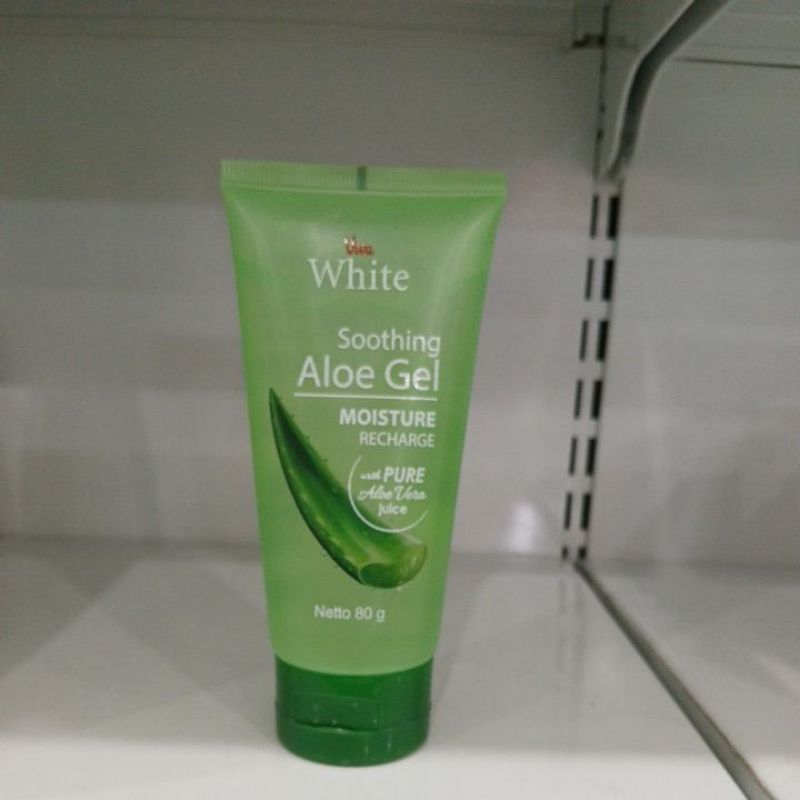 Viva
White
Soothing
Aloe Gel
MOISTURE
RECHARGE
with PURE
Aloe Vera
juice
Netto 80 g